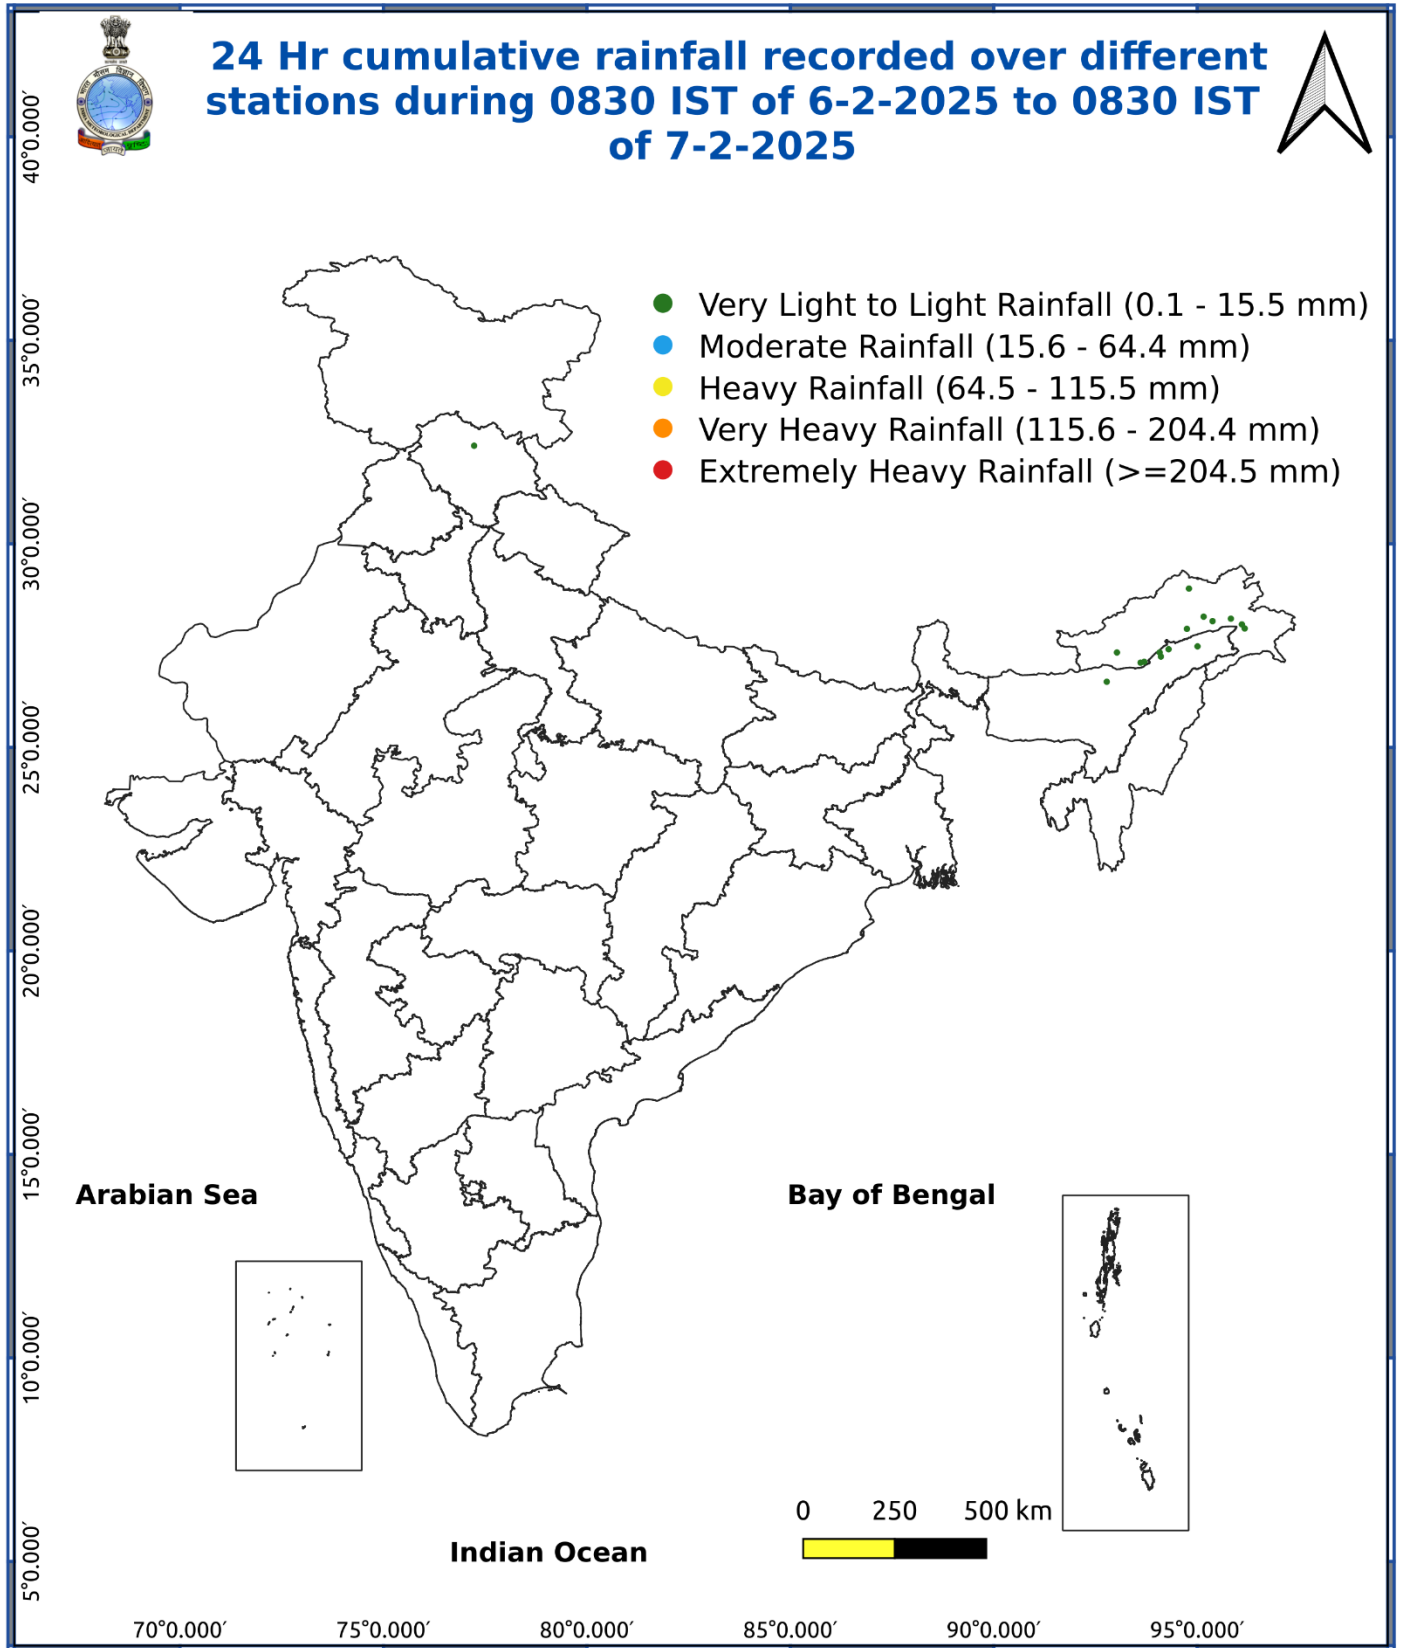 24 Hr cumulative rainfall recorded over different
stations during 0830 IST of 6-2-2025 to 0830 IST
of 7-2-2025
40°0.000′
35°0.000′
30°0.000′
25°0.000′
20°0.000′
15°0.000′
10°0.000′
5°0.000′
Very Light to Light Rainfall (0.1 - 15.5 mm)
Moderate Rainfall (15.6 - 64.4 mm)
Heavy Rainfall (64.5 - 115.5 mm)
Very Heavy Rainfall (115.6 - 204.4 mm)
Extremely Heavy Rainfall (>=204.5 mm)
Arabian Sea
Bay of Bengal
0 250 500 km
Indian Ocean
70°0.000′ 75°0.000′ 80°0.000′ 85°0.000′ 90°0.000′ 95°0.000′